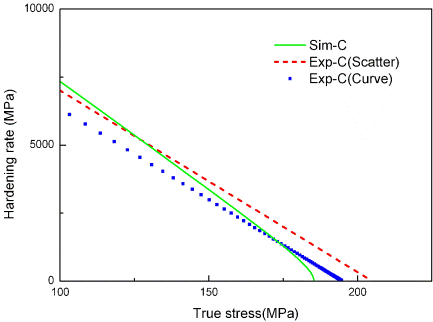 10000
Sim-C
Exp-C(Scatter)
Exp-C(Curve)
Hardening rate (MPa)
5000
0
100 150 200
True stress(MPa)